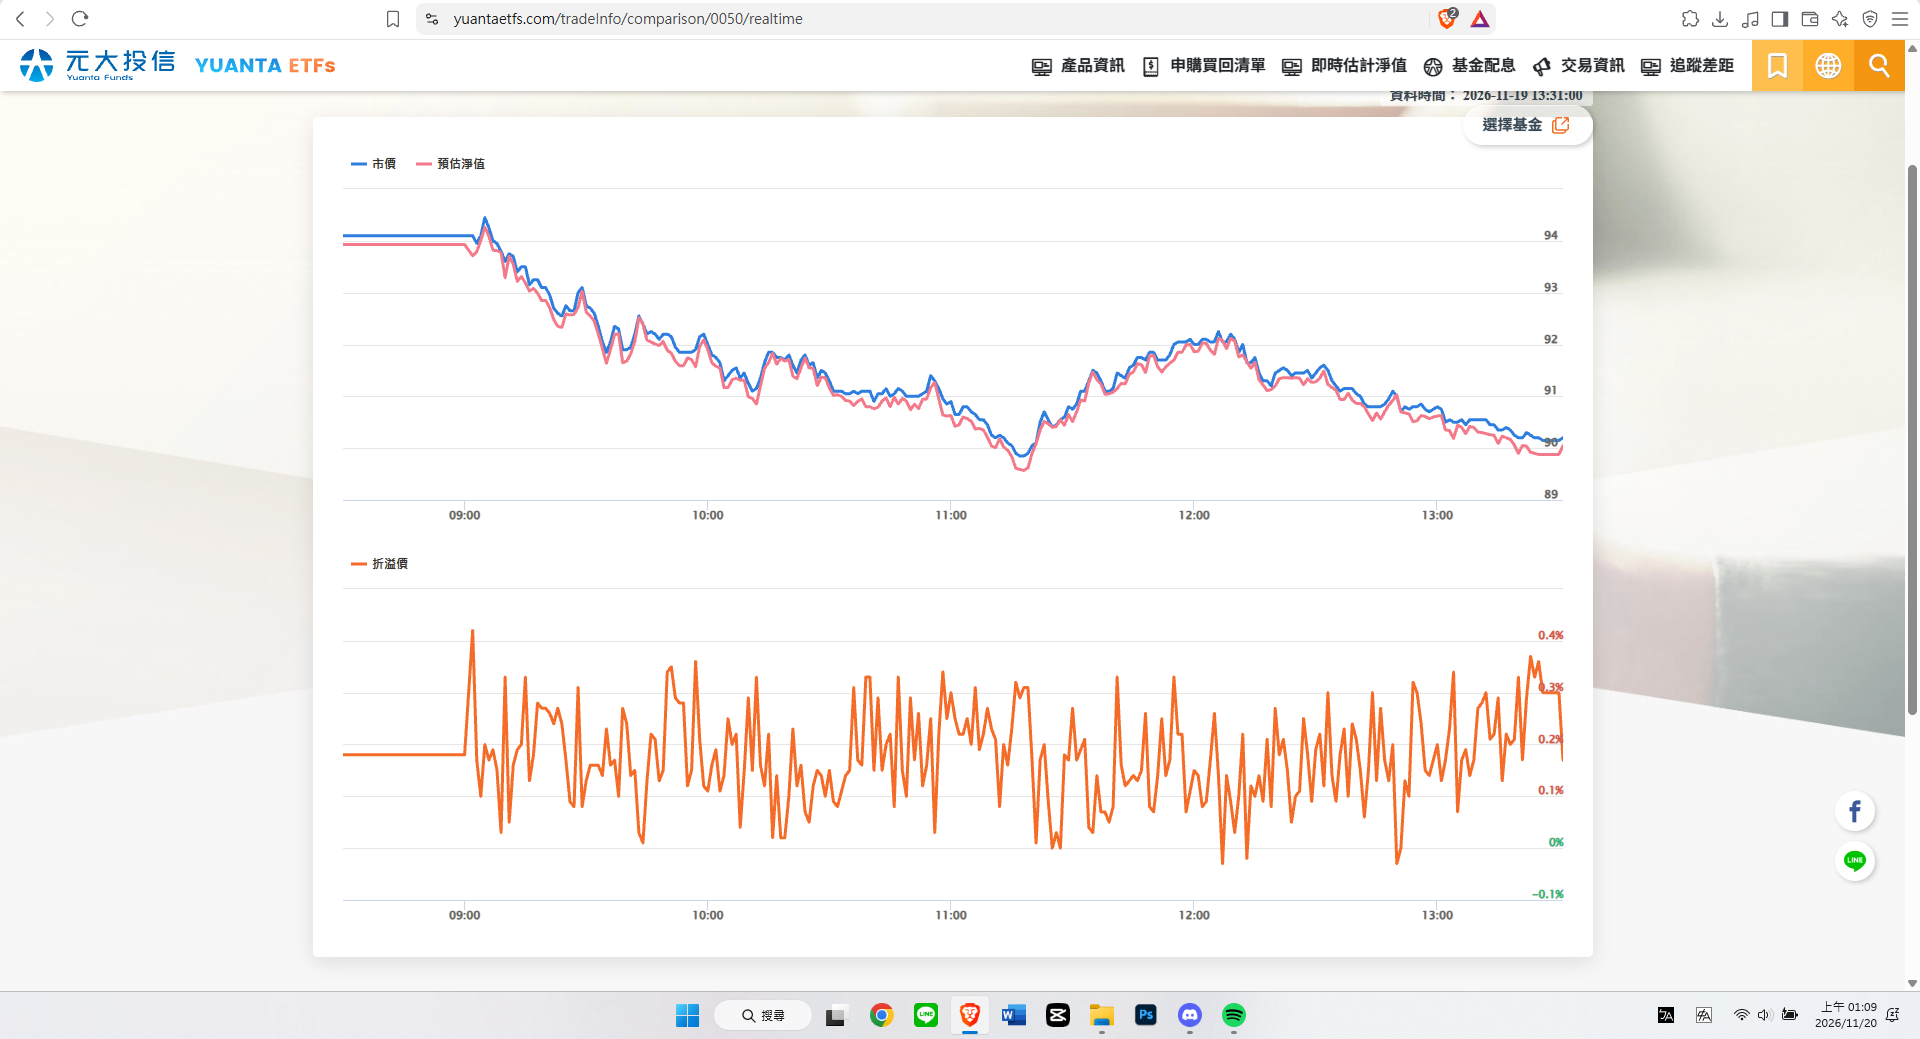 yuantaetfs.com/tradeInfo/comparison/0050/realtime
2
元大投信 Yuanta Funds YUANTA ETFs
產品資訊 申購買回清單 即時估計淨值 基金配息 交易資訊 追蹤差距
資料時間： 2026-11-19 13:31:00
選擇基金
市價 預估淨值
94
93
92
91
90
89
09:00 10:00 11:00 12:00 13:00
折溢價
0.4%
0.3%
0.2%
0.1%
0%
-0.1%
09:00 10:00 11:00 12:00 13:00
f
LINE
搜尋
LINE
W
Ps
上午 01:09
2026/11/20